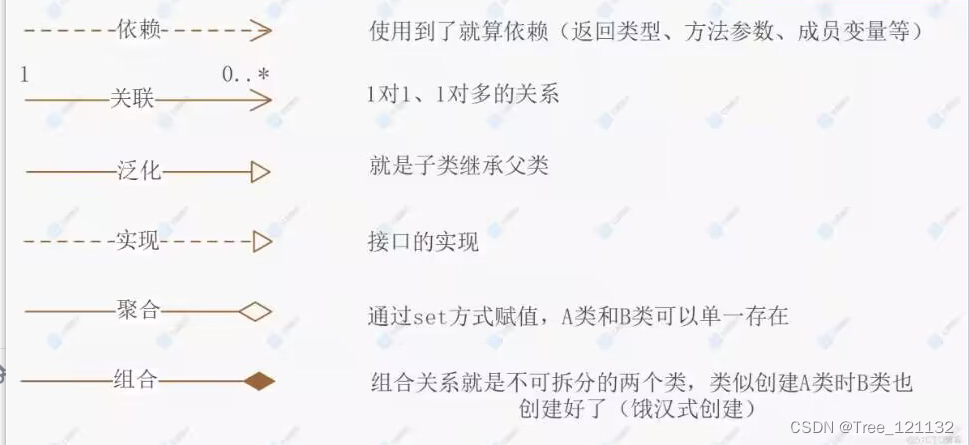 依赖 使用到了就算依赖（返回类型、方法参数、成员变量等）
1 0..*
关联 1对1、1对多的关系
泛化 就是子类继承父类
实现 接口的实现
聚合 通过set方式赋值，A类和B类可以单一存在
组合 组合关系就是不可拆分的两个类，类似创建A类时B类也
创建好了（饿汉式创建）
CSDN @Tree_121132